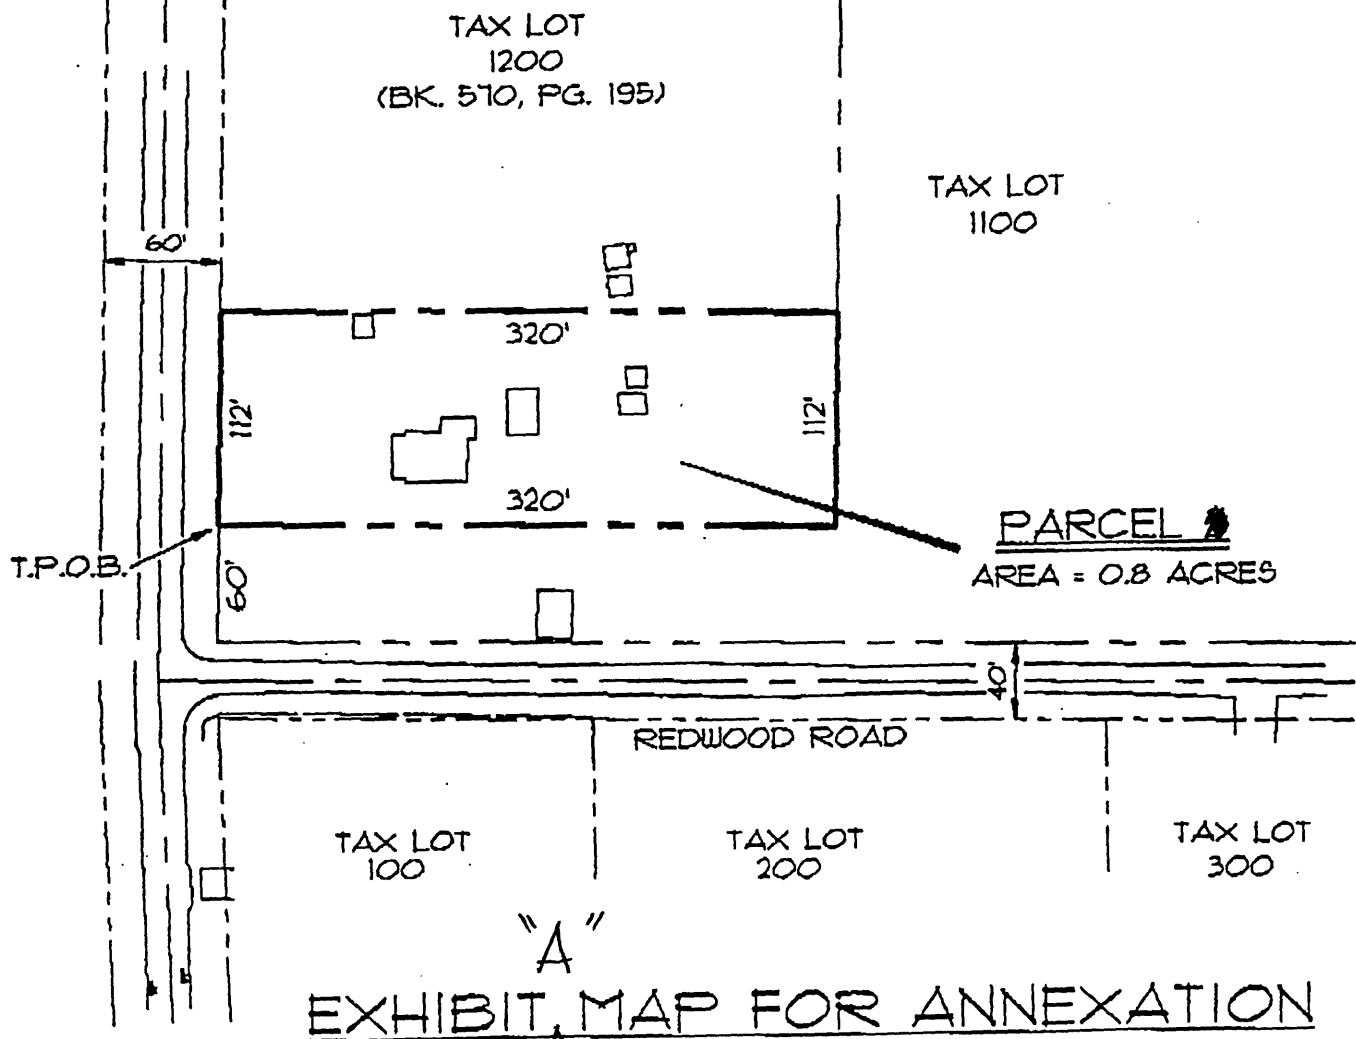 TAX LOT
1200
(BK. 570, PG. 195)
TAX LOT
1100
60'
320'
112'
112'
320'
PARCEL
AREA = 0.8 ACRES
T.P.O.B.
60'
40'
REDWOOD ROAD
TAX LOT
100
TAX LOT
200
TAX LOT
300
"A"
EXHIBIT MAP FOR ANNEXATION